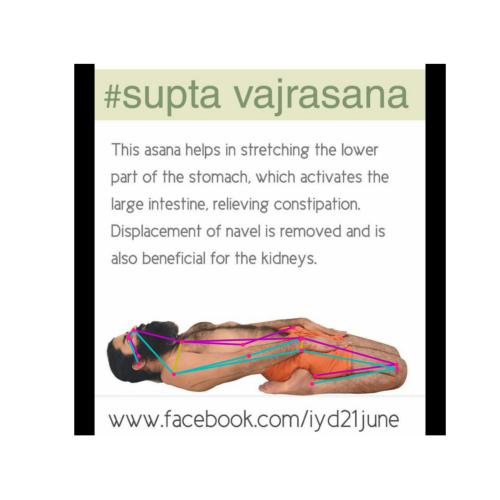 #supta vajrasana
This asana helps in stretching the lower
part of the stomach, which activates the
large intestine, relieving constipation.
Displacement of navel is removed and is
also beneficial for the kidneys.
www.facebook.com/iyd21june